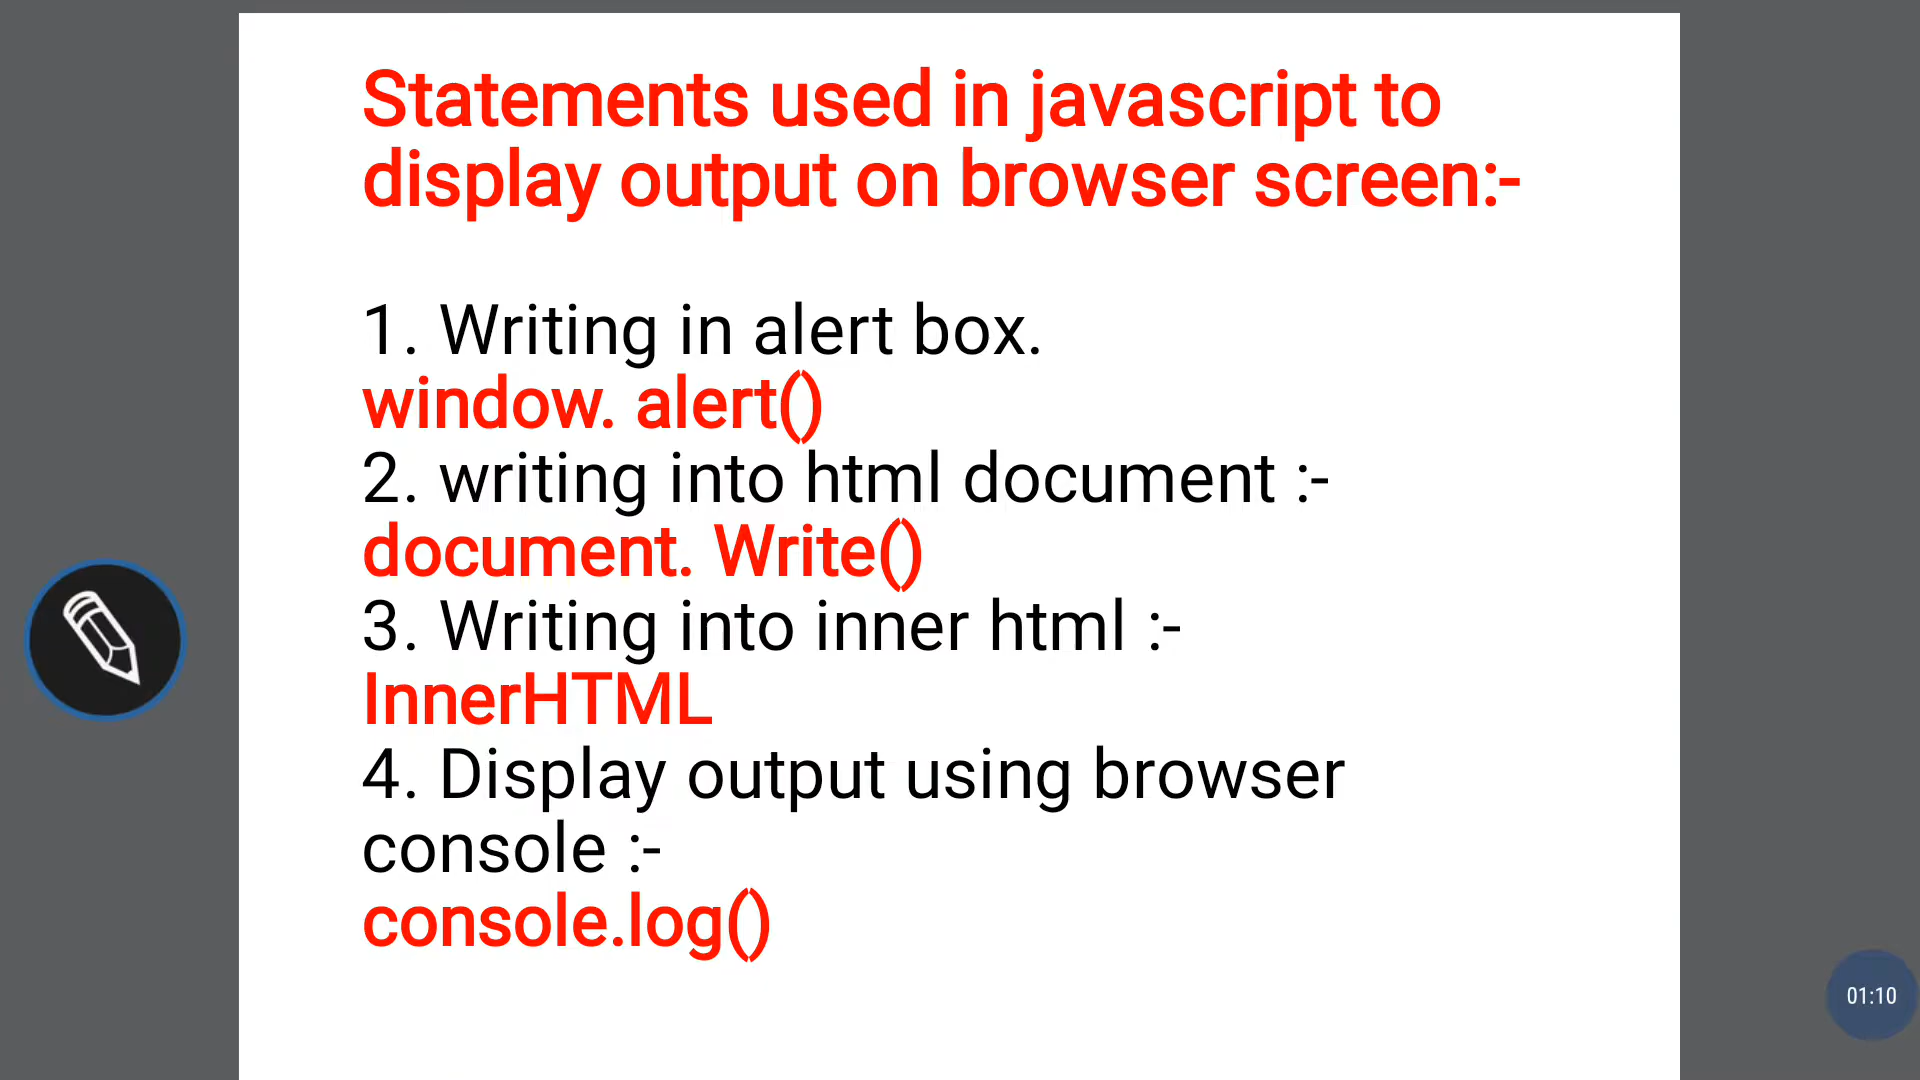 Statements used in javascript to
display output on browser screen:-
1. Writing in alert box.
window. alert()
2. writing into html document :-
document. Write()
3. Writing into inner html :-
InnerHTML
4. Display output using browser
console :-
console.log()
01:10